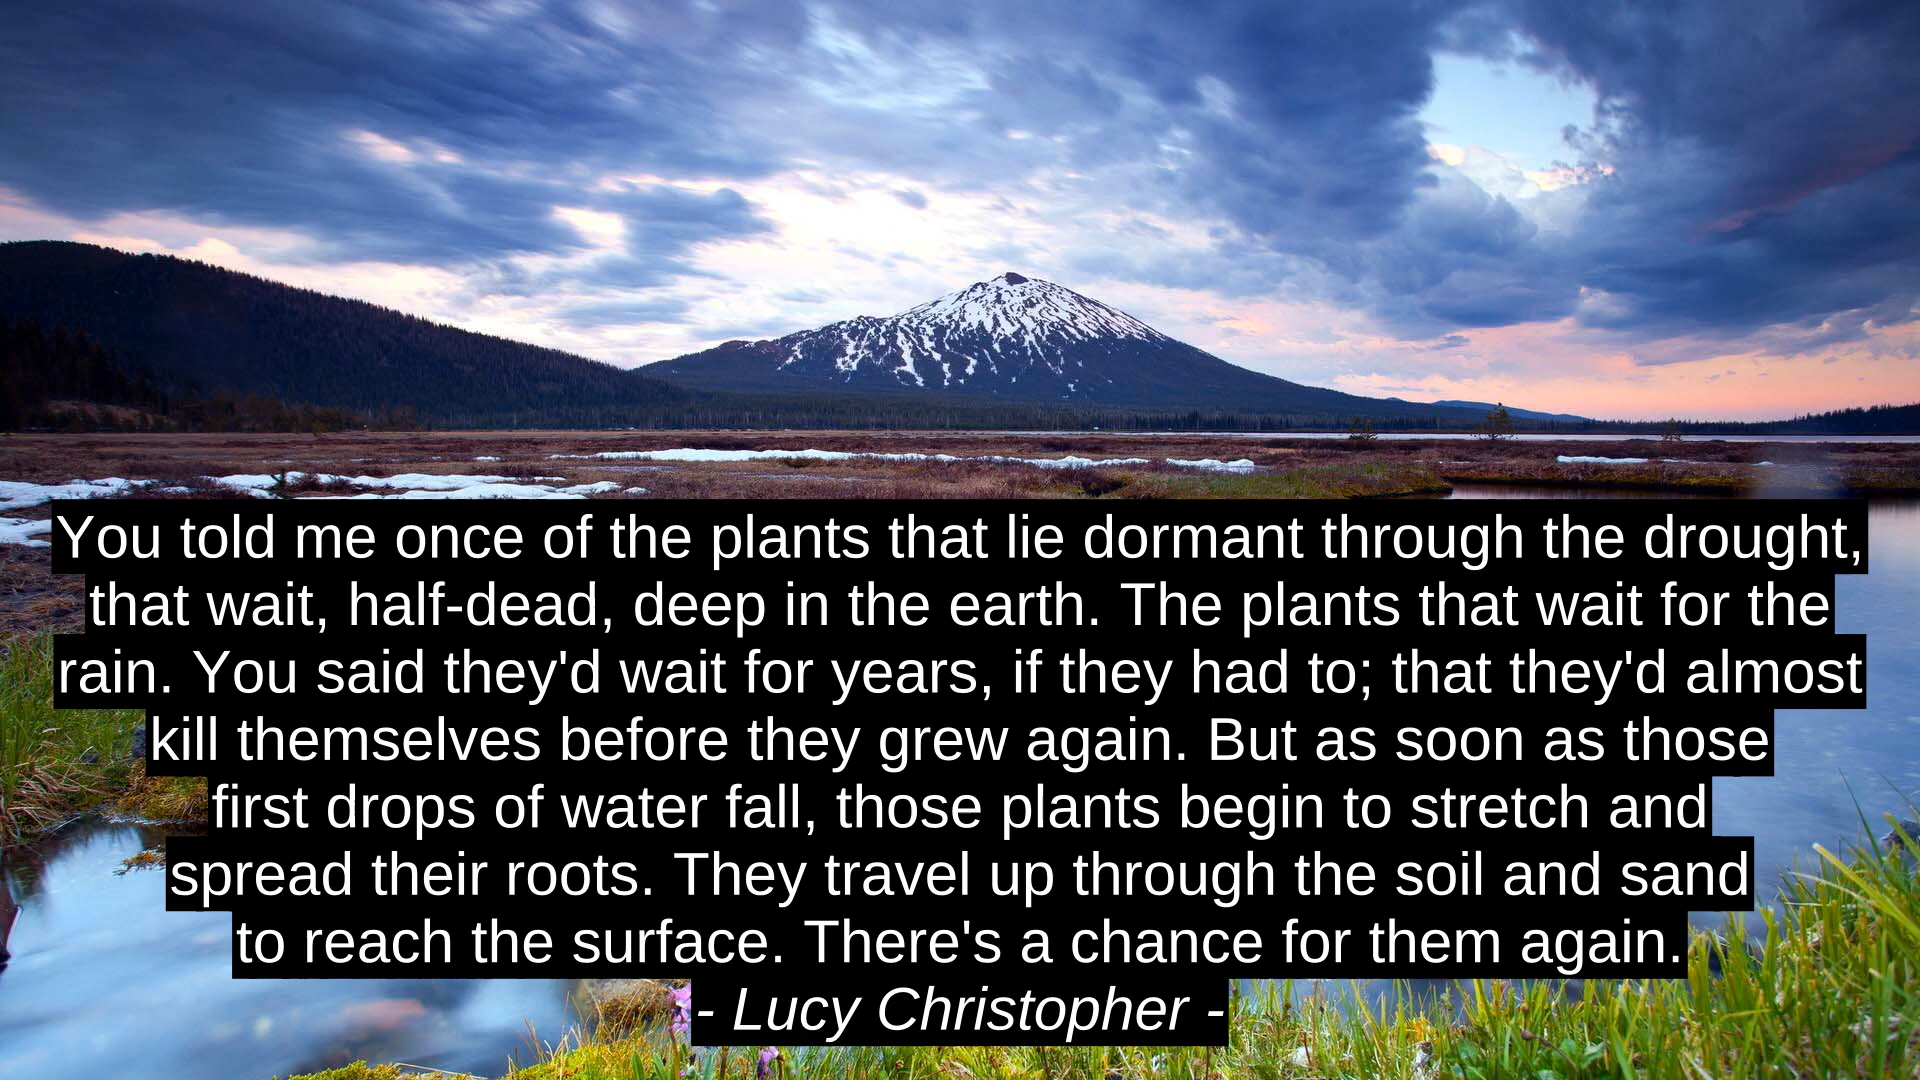 You told me once of the plants that lie dormant through the drought,
that wait, half-dead, deep in the earth. The plants that wait for the
rain. You said they'd wait for years, if they had to; that they'd almost
kill themselves before they grew again. But as soon as those
first drops of water fall, those plants begin to stretch and
spread their roots. They travel up through the soil and sand
to reach the surface. There's a chance for them again.
- Lucy Christopher -